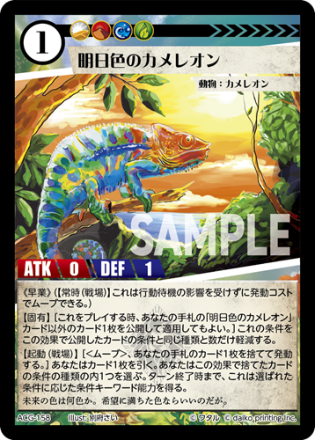 1
明日色のカメレオン
動物：カメレオン
SAMPLE
ATK 0 DEF 1
《早業》（【常時（戦場）】これは行動待機の影響を受けずに発動コストでムーブできる。）
【固有】［これをプレイする時、あなたの手札の「明日色のカメレオン」カード以外のカード1枚を公開して適用してもよい。］これの条件をこの効果で公開したカードの条件と同じ種類と数だけ軽減する。
【起動（戦場）】［＜ムーブ＞、あなたの手札のカード1枚を捨てて発動する。］あなたはカード1枚を引く。あなたはこの効果で捨てたカードの条件の種類の内の1つを選ぶ。ターン終了時まで、これは選ばれた条件に応じた条件キーワード能力を得る。
未来の色は何色か。希望に満ちた色ならいいのだが。
ACG-158 Illust: 別府さい © ワタル © daiko printing inc.